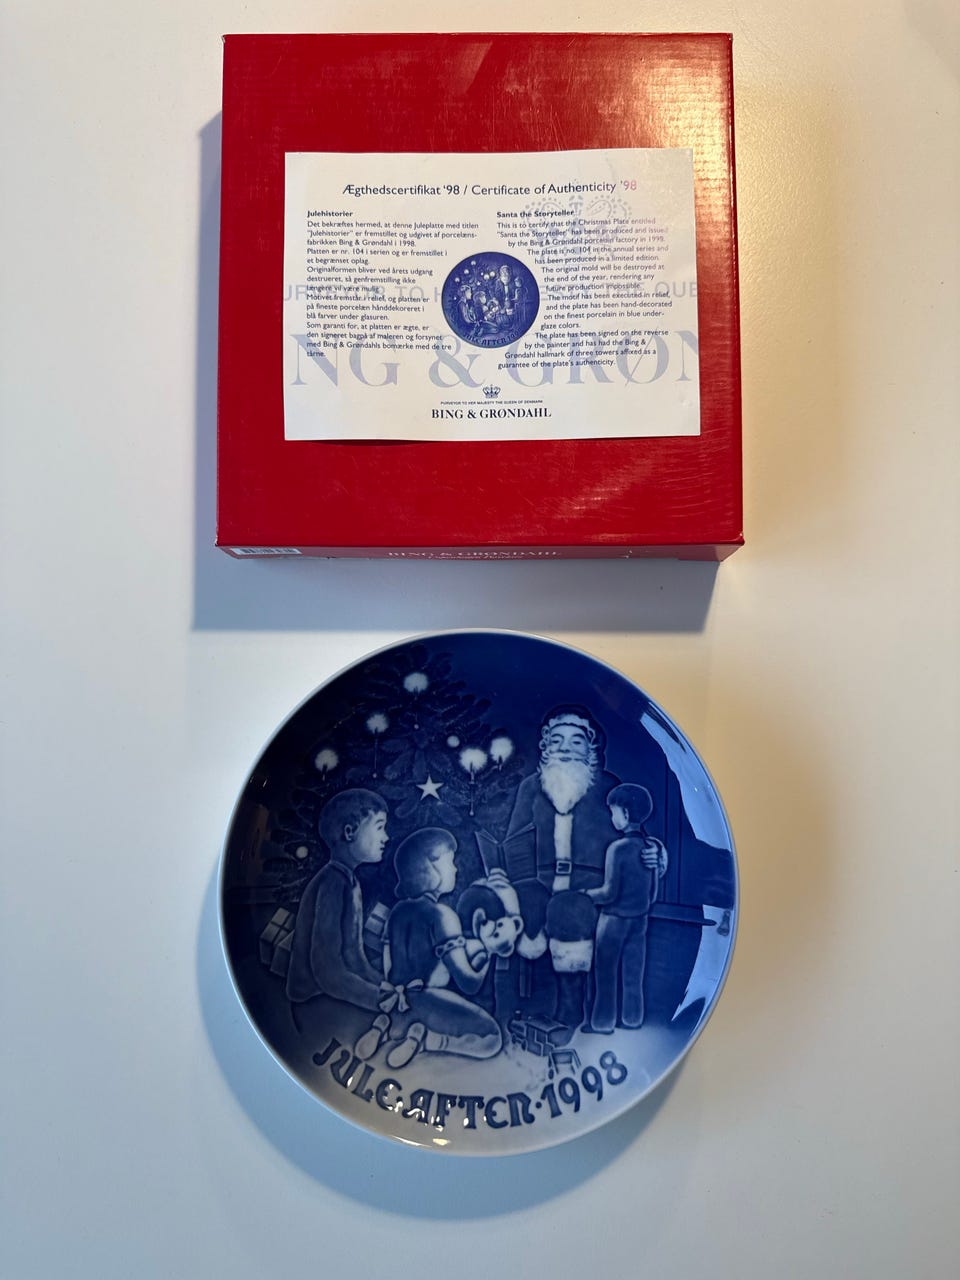 Ægthedscertifikat '98 / Certificate of Authenticity '98
Julehistorier
Det bekræftes hermed, at denne Juleplatte med titlen
"Julehistorier" er fremstillet og udgivet af porcelæns-
fabrikken Bing & Grøndahl i 1998.
Platten er nr. 104 i serien og er fremstillet i
et begrænset oplag.
Originalformen bliver ved årets udgang
destrueret, så genfremstilling ikke
længere vil være mulig.
Motivet fremstår i relief, og platten er
på fineste porcelæn hånddekoreret i
blå farver under glasuren.
Som garanti for, at platten er ægte, er
den signeret bagpå af maleren og forsynet
med Bing & Grøndahls bomærke med de tre
tårne.
Santa the Storyteller
This is to certify that the Christmas Plate entitled
"Santa the Storyteller," has been produced and issued
by the Bing & Grøndahl porcelain factory in 1998.
The plate is no. 104 in the annual series and
has been produced in a limited edition.
The original mold will be destroyed at
the end of the year, rendering any
future production impossible.
The motif has been executed in relief,
and the plate has been hand-decorated
on the finest porcelain in blue under-
glaze colors.
The plate has been signed on the reverse
by the painter and has had the Bing &
Grøndahl hallmark of three towers affixed as a
guarantee of the plate's authenticity.
JULE AFTEN 19
NG & GRØN
PURVEYOR TO HER MAJESTY THE QUEEN OF DENMARK
BING & GRØNDAHL
BING & GRØNDAHL
JULE·AFTEN·1998